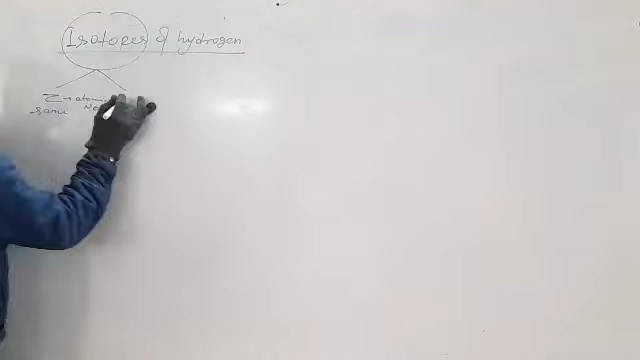 Isotopes of hydrogen
Z → atomic
same No